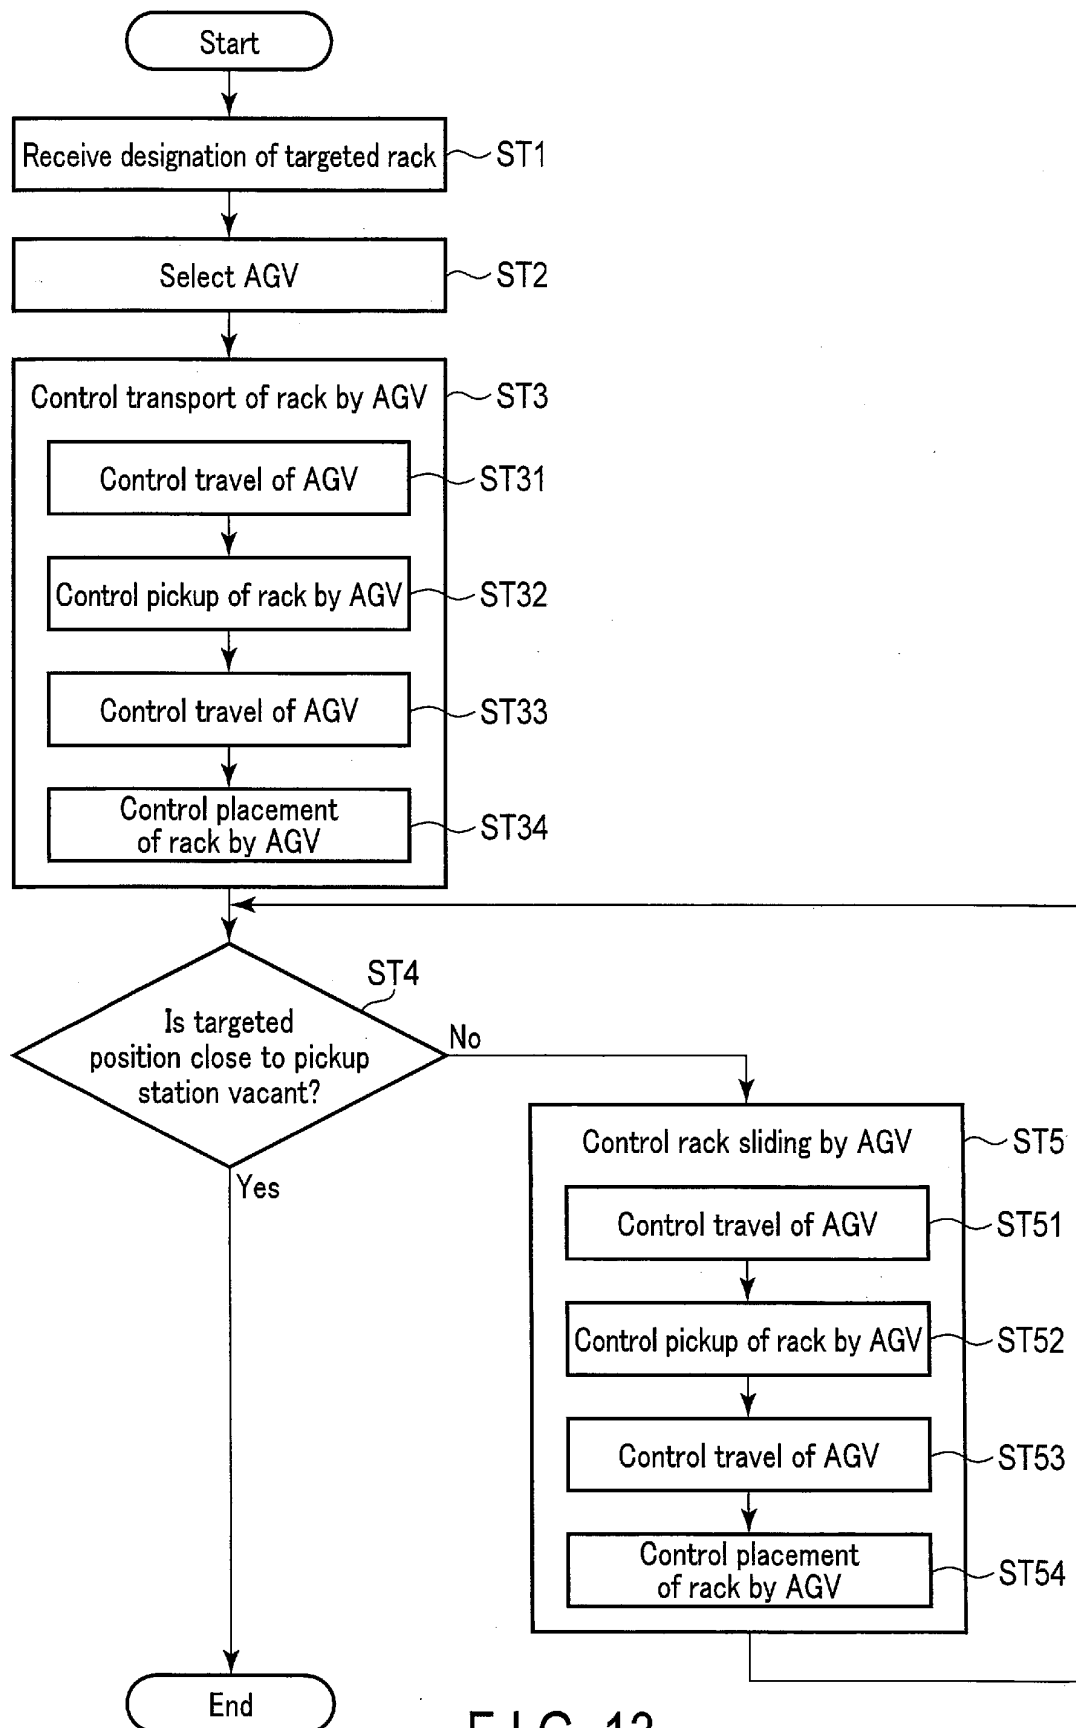 Start
Receive designation of targeted rack
ST1
Select AGV
ST2
Control transport of rack by AGV
ST3
Control travel of AGV
ST31
Control pickup of rack by AGV
ST32
Control travel of AGV
ST33
Control placement
of rack by AGV
ST34
ST4
Is targeted
position close to pickup
station vacant?
No
Yes
Control rack sliding by AGV
ST5
Control travel of AGV
ST51
Control pickup of rack by AGV
ST52
Control travel of AGV
ST53
Control placement
of rack by AGV
ST54
End